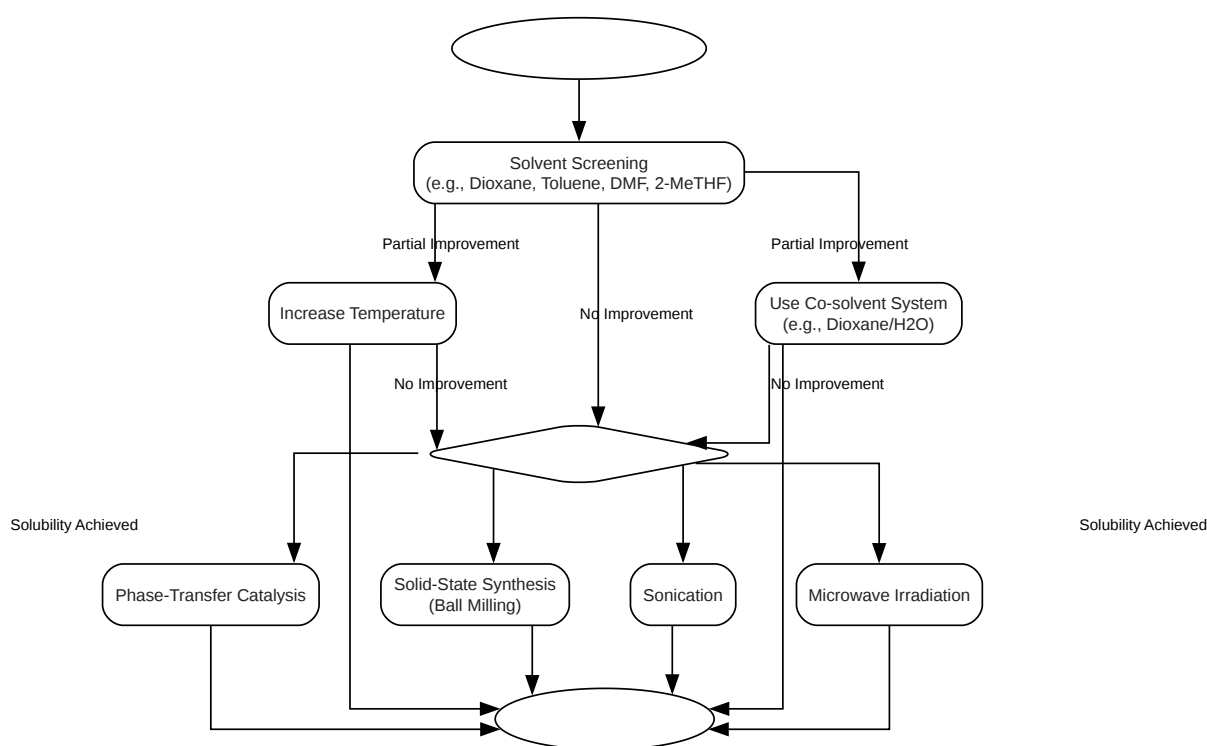 Solvent Screening
(e.g., Dioxane, Toluene, DMF, 2-MeTHF)
Partial Improvement
Partial Improvement
Increase Temperature
No Improvement
Use Co-solvent System
(e.g., Dioxane/H2O)
No Improvement
No Improvement
Solubility Achieved
Solubility Achieved
Phase-Transfer Catalysis
Solid-State Synthesis
(Ball Milling)
Sonication
Microwave Irradiation